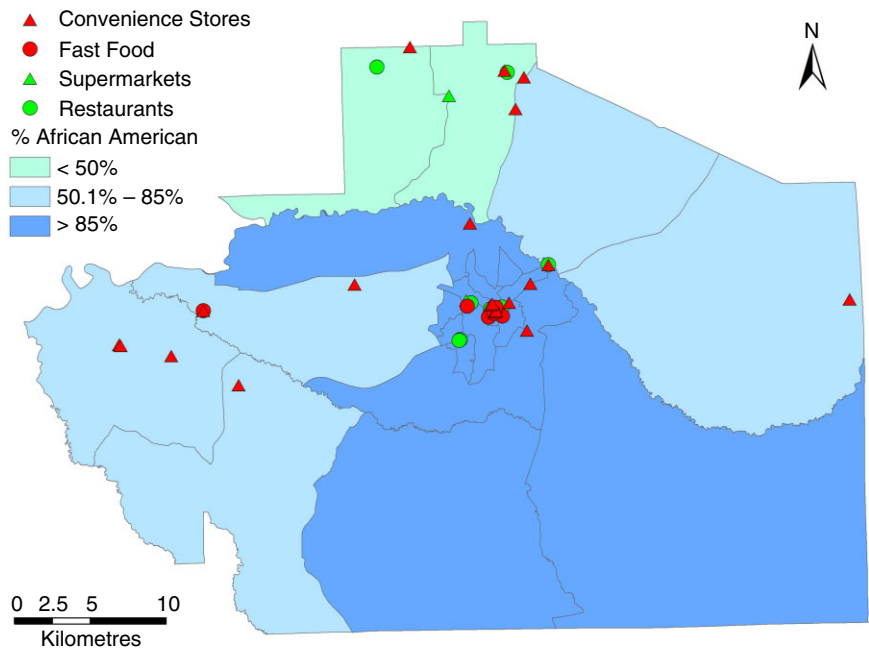 Convenience Stores
Fast Food
Supermarkets
Restaurants
% African American
< 50%
50.1% – 85%
> 85%
N
0 2.5 5 10
Kilometres